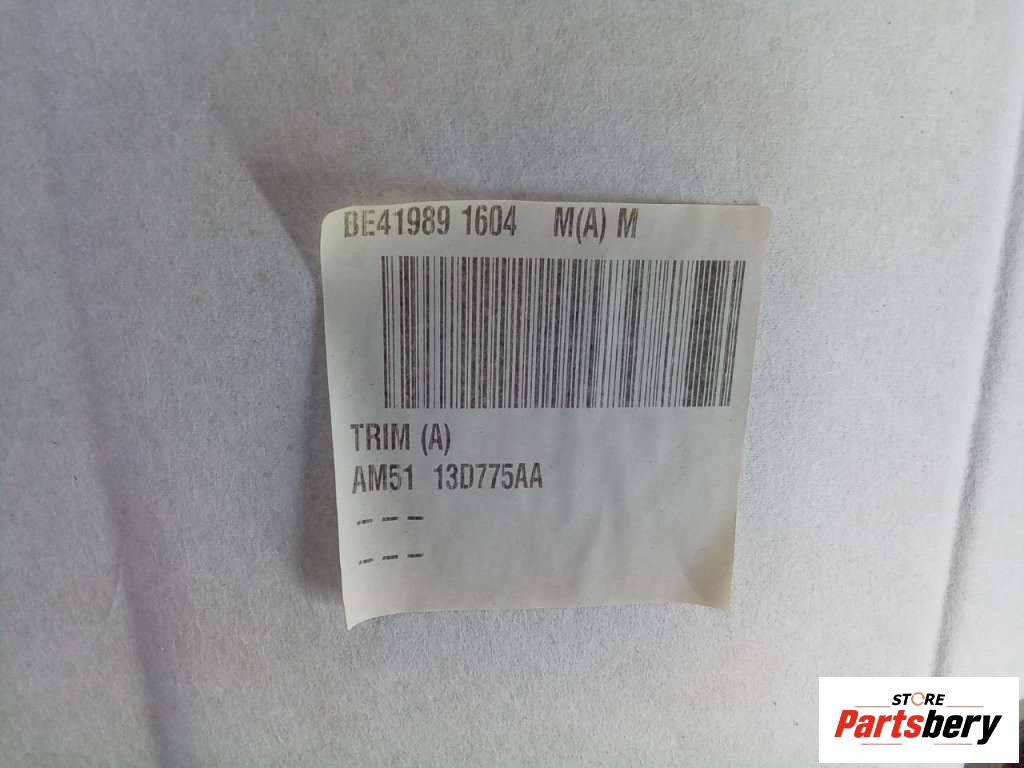 BE41989 1604 M(A) M
TRIM (A)
AM51 13D775AA
--- 
---
STORE
Partsbery